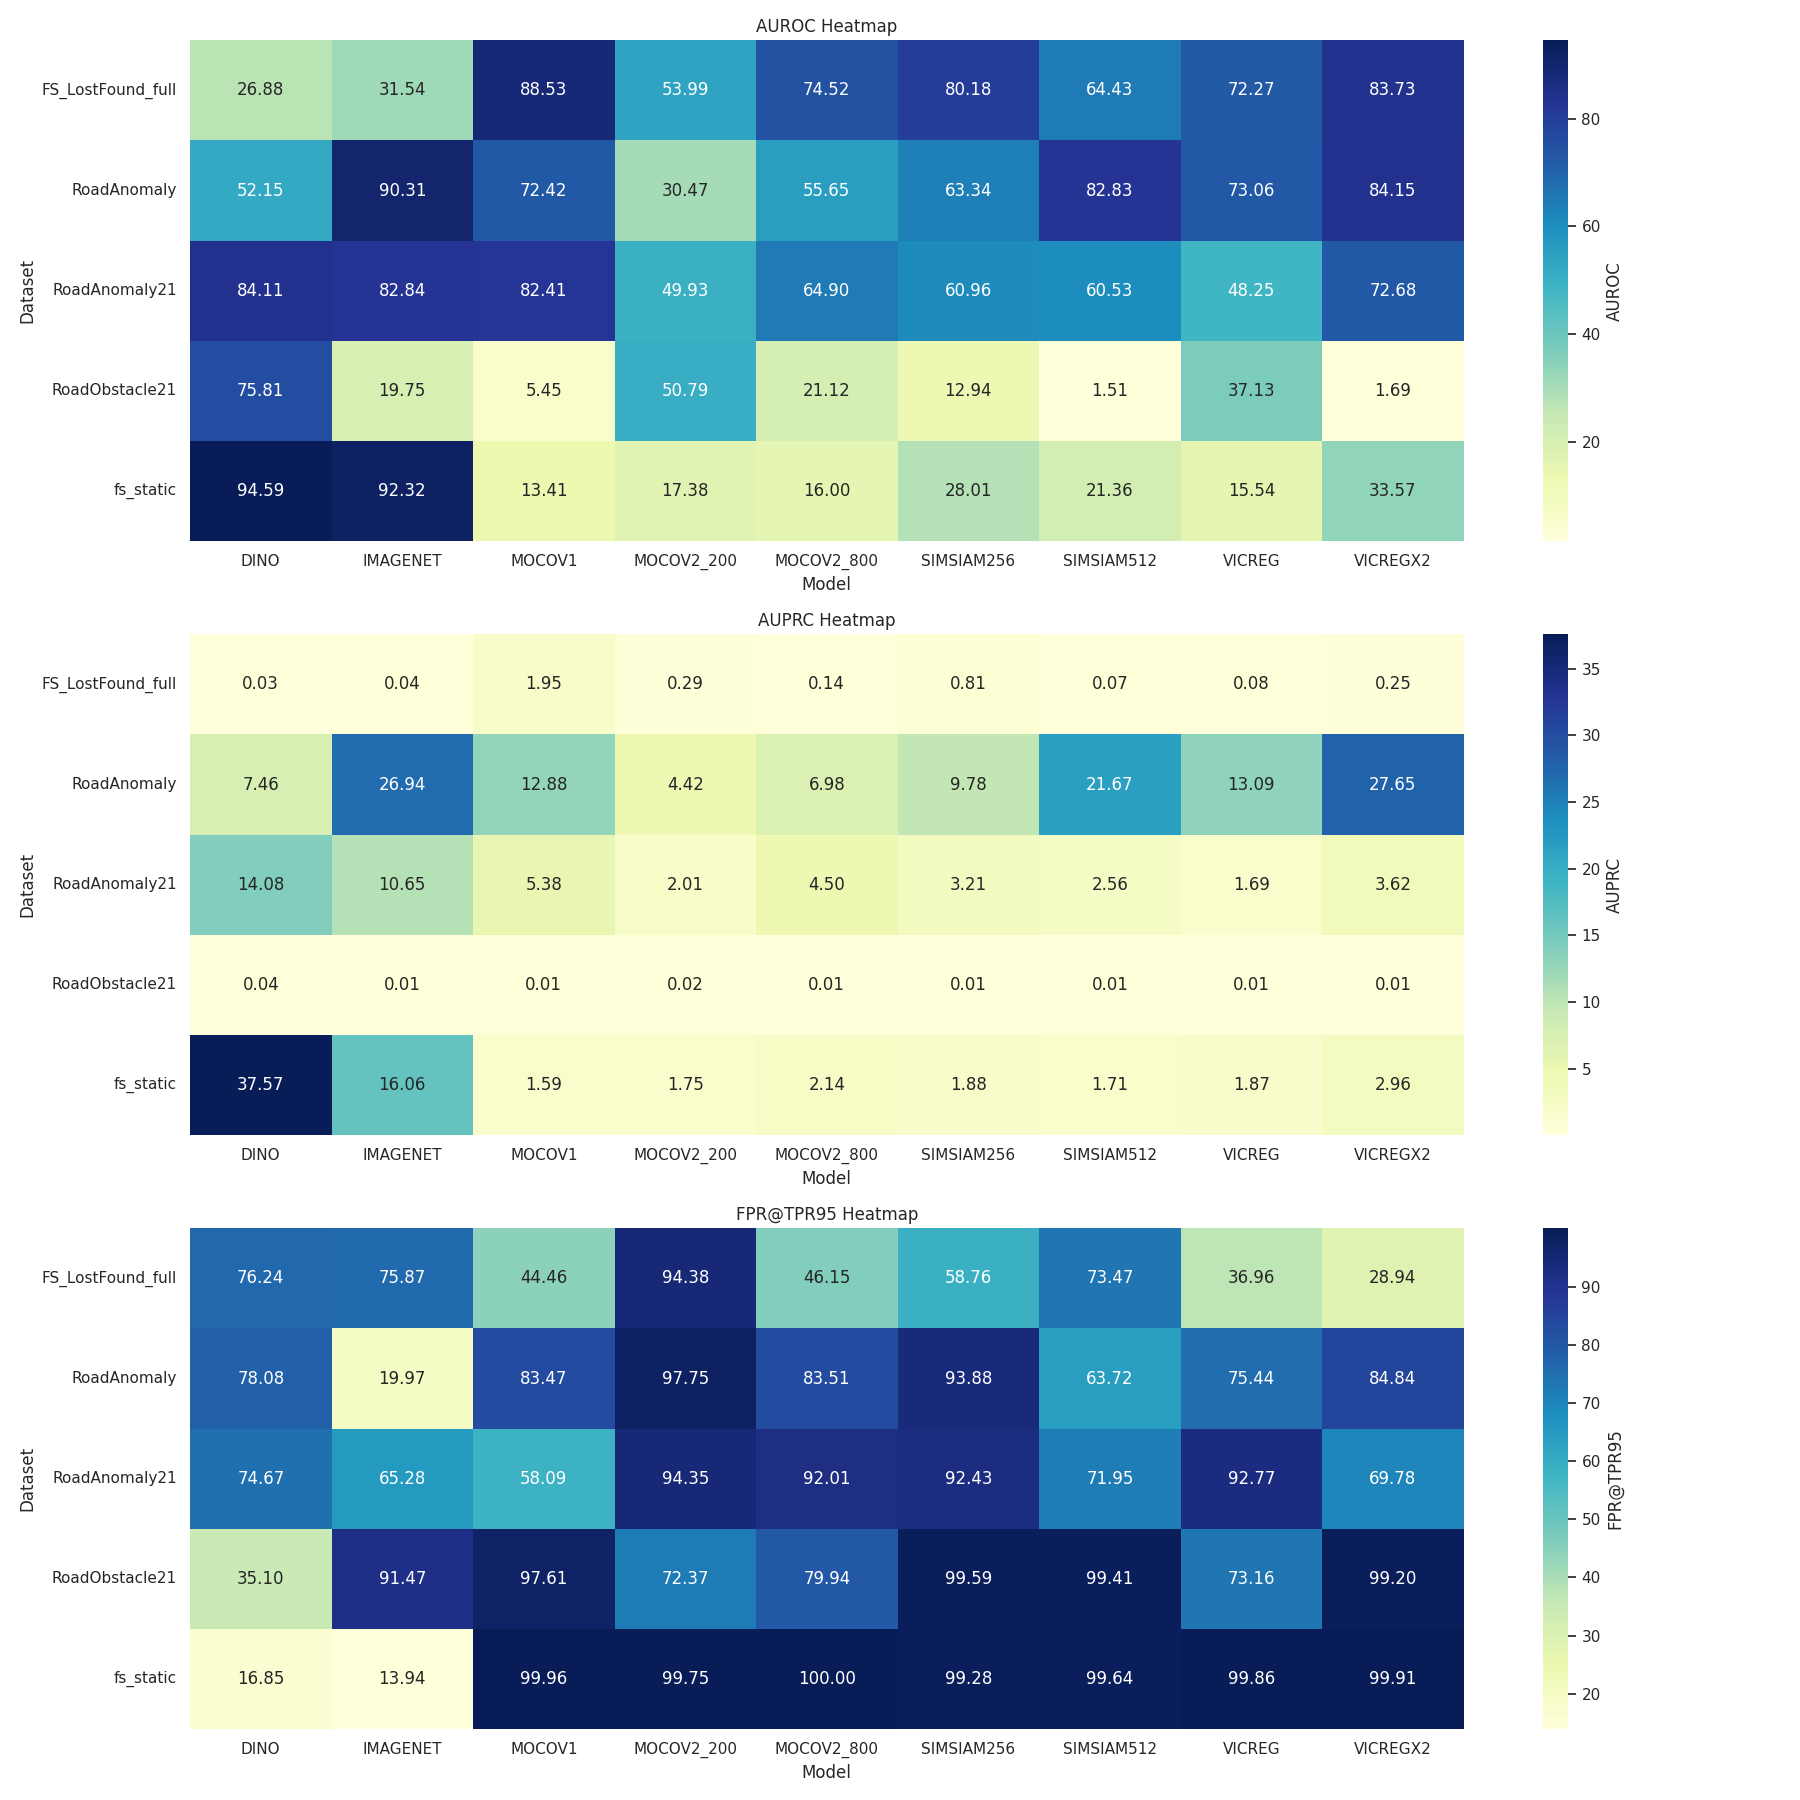 AUROC Heatmap
FS_LostFound_full 26.88 31.54 88.53 53.99 74.52 80.18 64.43 72.27 83.73
RoadAnomaly 52.15 90.31 72.42 30.47 55.65 63.34 82.83 73.06 84.15
RoadAnomaly21 84.11 82.84 82.41 49.93 64.90 60.96 60.53 48.25 72.68
RoadObstacle21 75.81 19.75 5.45 50.79 21.12 12.94 1.51 37.13 1.69
fs_static 94.59 92.32 13.41 17.38 16.00 28.01 21.36 15.54 33.57
DINO IMAGENET MOCOV1 MOCOV2_200 MOCOV2_800 SIMSIAM256 SIMSIAM512 VICREG VICREGX2
Model
Dataset
80
60
40
20
AUROC
AUPRC Heatmap
FS_LostFound_full 0.03 0.04 1.95 0.29 0.14 0.81 0.07 0.08 0.25
RoadAnomaly 7.46 26.94 12.88 4.42 6.98 9.78 21.67 13.09 27.65
RoadAnomaly21 14.08 10.65 5.38 2.01 4.50 3.21 2.56 1.69 3.62
RoadObstacle21 0.04 0.01 0.01 0.02 0.01 0.01 0.01 0.01 0.01
fs_static 37.57 16.06 1.59 1.75 2.14 1.88 1.71 1.87 2.96
DINO IMAGENET MOCOV1 MOCOV2_200 MOCOV2_800 SIMSIAM256 SIMSIAM512 VICREG VICREGX2
Model
Dataset
35
30
25
20
15
10
5
AUPRC
FPR@TPR95 Heatmap
FS_LostFound_full 76.24 75.87 44.46 94.38 46.15 58.76 73.47 36.96 28.94
RoadAnomaly 78.08 19.97 83.47 97.75 83.51 93.88 63.72 75.44 84.84
RoadAnomaly21 74.67 65.28 58.09 94.35 92.01 92.43 71.95 92.77 69.78
RoadObstacle21 35.10 91.47 97.61 72.37 79.94 99.59 99.41 73.16 99.20
fs_static 16.85 13.94 99.96 99.75 100.00 99.28 99.64 99.86 99.91
DINO IMAGENET MOCOV1 MOCOV2_200 MOCOV2_800 SIMSIAM256 SIMSIAM512 VICREG VICREGX2
Model
Dataset
90
80
70
60
50
40
30
20
FPR@TPR95